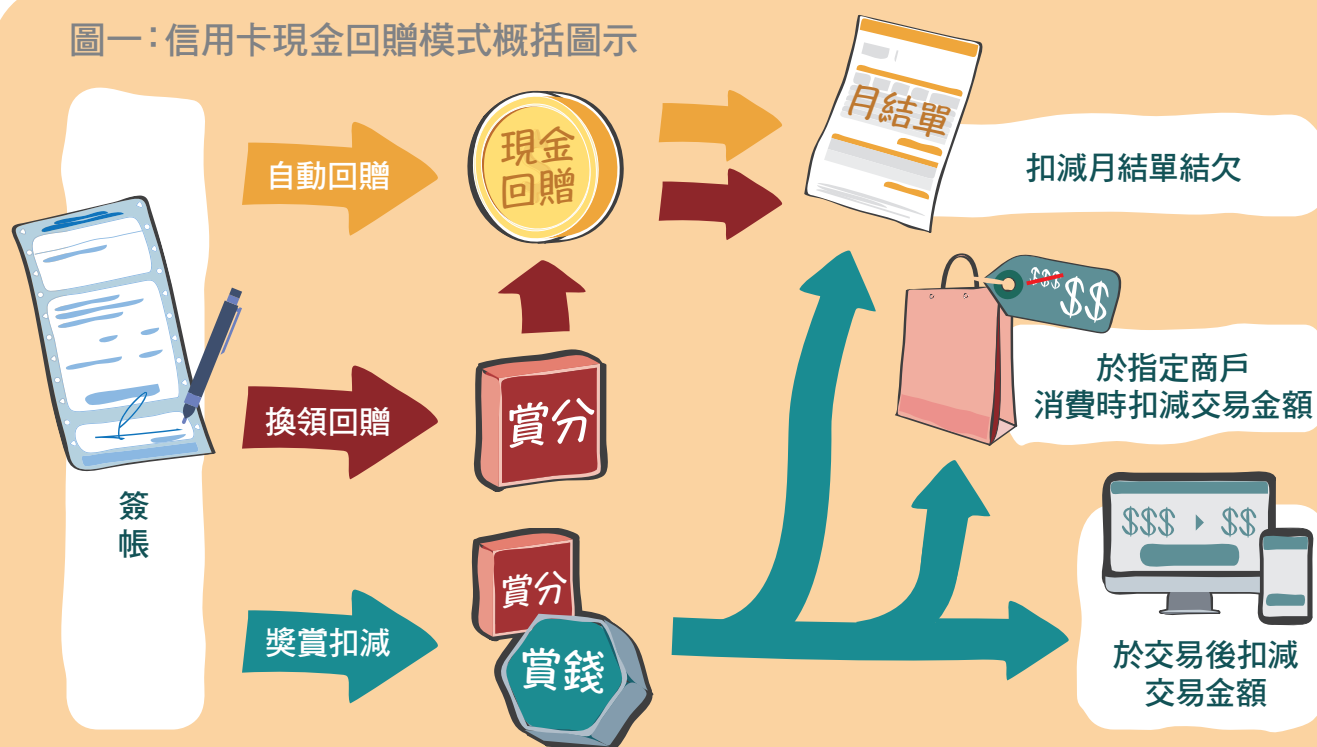 圖一：信用卡現金回贈模式概括圖示
自動回贈
現金
回贈
月結單
扣減月結單結欠
$$$
$$
於指定商戶
消費時扣減交易金額
換領回贈
賞分
簽
帳
獎賞扣減
賞分
賞錢
$$$ $$
於交易後扣減
交易金額